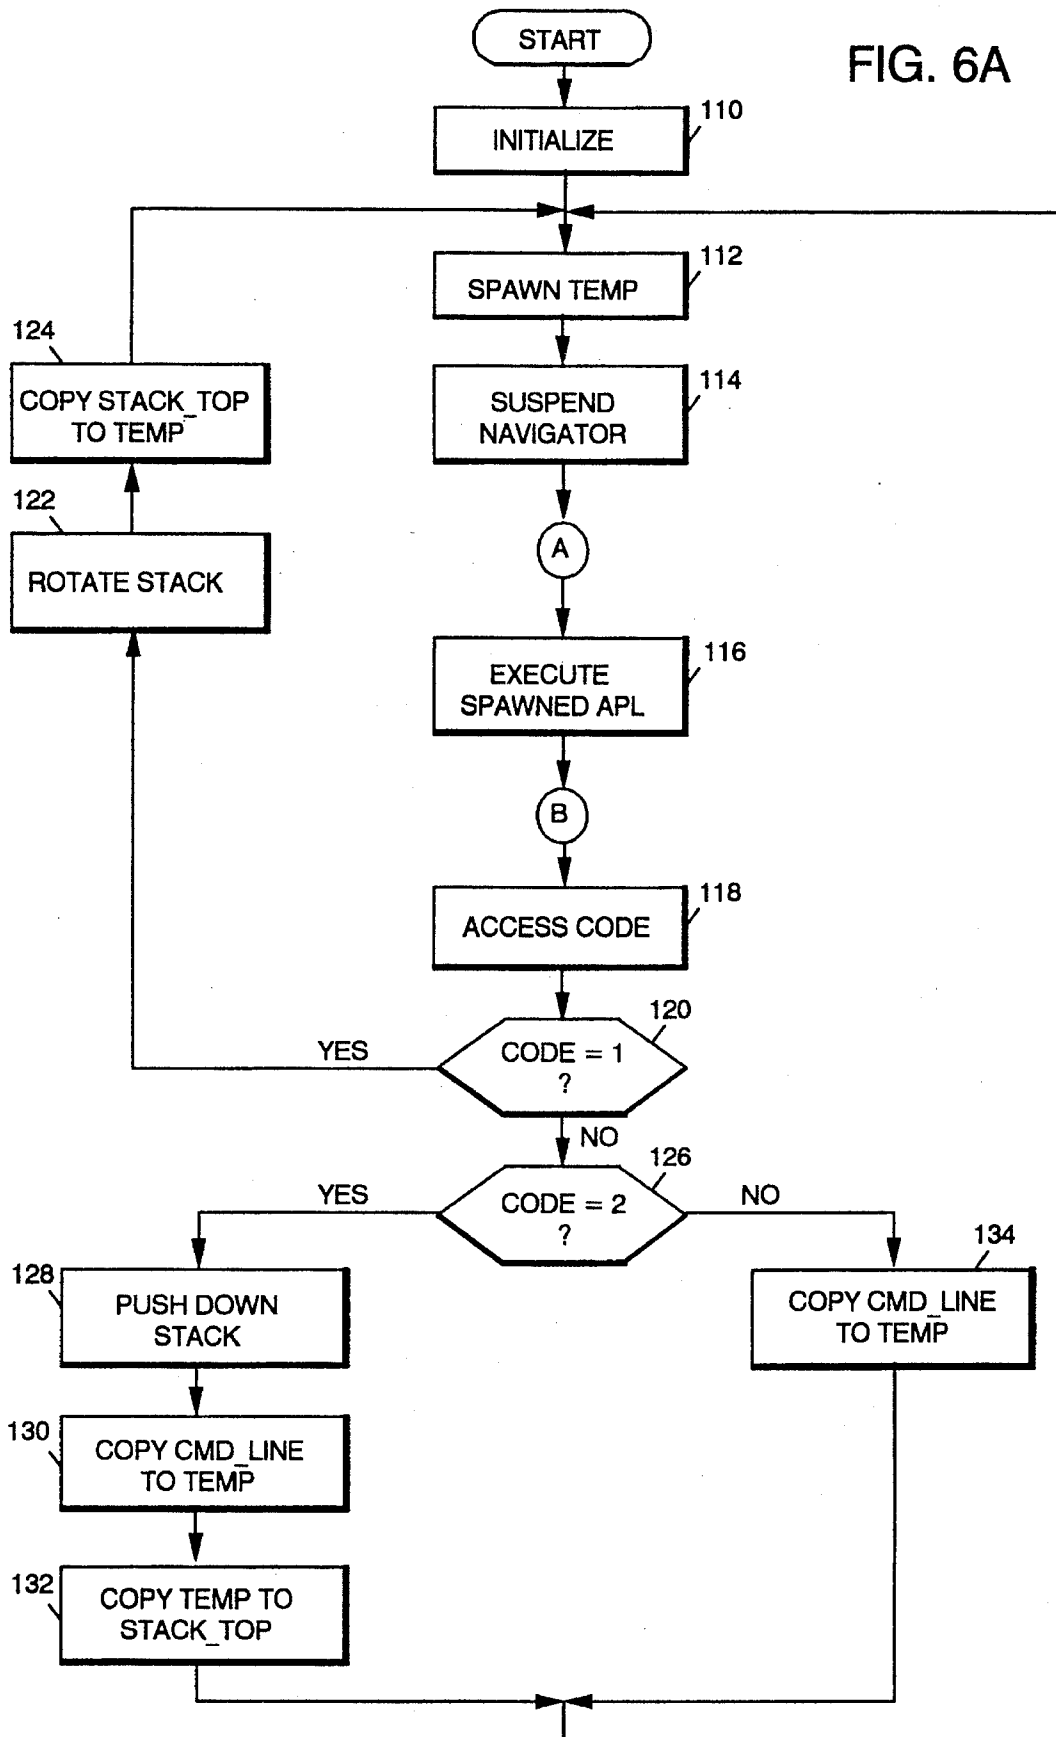 START
FIG. 6A
110
INITIALIZE
112
SPAWN TEMP
124
COPY STACK_TOP
TO TEMP
114
SUSPEND
NAVIGATOR
122
ROTATE STACK
A
116
EXECUTE
SPAWNED APL
B
118
ACCESS CODE
120
CODE = 1
?
YES
NO
126
CODE = 2
?
YES
NO
128
PUSH DOWN
STACK
134
COPY CMD_LINE
TO TEMP
130
COPY CMD_LINE
TO TEMP
132
COPY TEMP TO
STACK_TOP